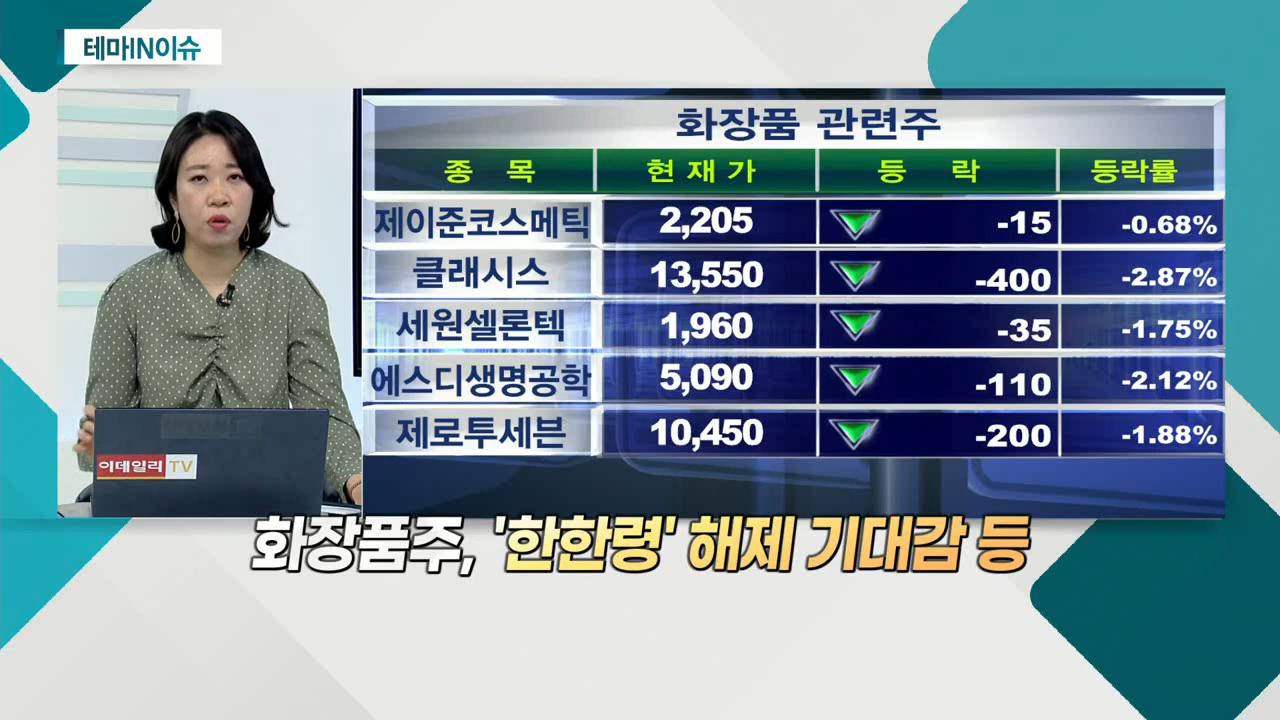 테마IN이슈
화장품 관련주
종 목 현재가 등 락 등락률
제이준코스메틱 2,205 ▼ -15 -0.68%
클래시스 13,550 ▼ -400 -2.87%
세원셀론텍 1,960 ▼ -35 -1.75%
에스디생명공학 5,090 ▼ -110 -2.12%
제로투세븐 10,450 ▼ -200 -1.88%
이데일리TV
화장품주, '한한령' 해제 기대감 등